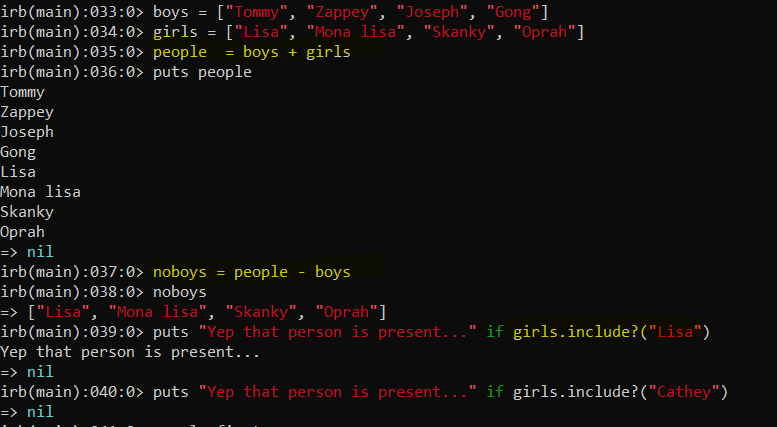 irb(main):033:0> boys = ["Tommy", "Zappey", "Joseph", "Gong"]
irb(main):034:0> girls = ["Lisa", "Mona lisa", "Skanky", "Oprah"]
irb(main):035:0> people  = boys + girls
irb(main):036:0> puts people
Tommy
Zappey
Joseph
Gong
Lisa
Mona lisa
Skanky
Oprah
=> nil
irb(main):037:0> noboys = people - boys
irb(main):038:0> noboys
=> ["Lisa", "Mona lisa", "Skanky", "Oprah"]
irb(main):039:0> puts "Yep that person is present..." if girls.include?("Lisa")
Yep that person is present...
=> nil
irb(main):040:0> puts "Yep that person is present..." if girls.include?("Cathey")
=> nil